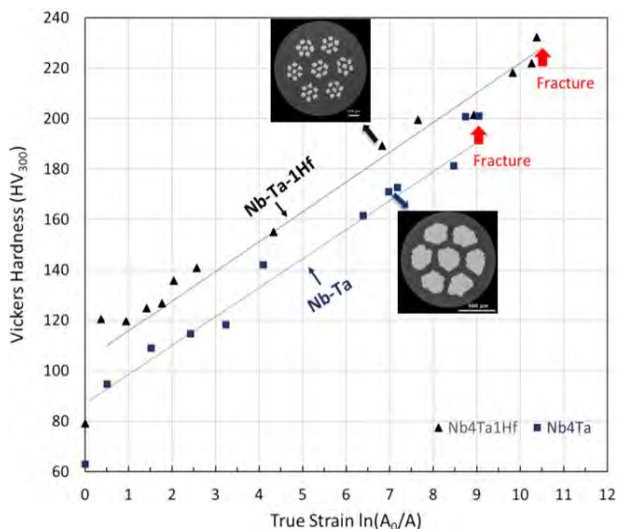 Vickers Hardness (HV₃₀₀)
240
220
200
180
160
140
120
100
80
60
Fracture
Fracture
Nb-Ta-1Hf
Nb-Ta
▲ Nb4Ta1Hf ■ Nb4Ta
0 1 2 3 4 5 6 7 8 9 10 11 12
True Strain ln(A₀/A)